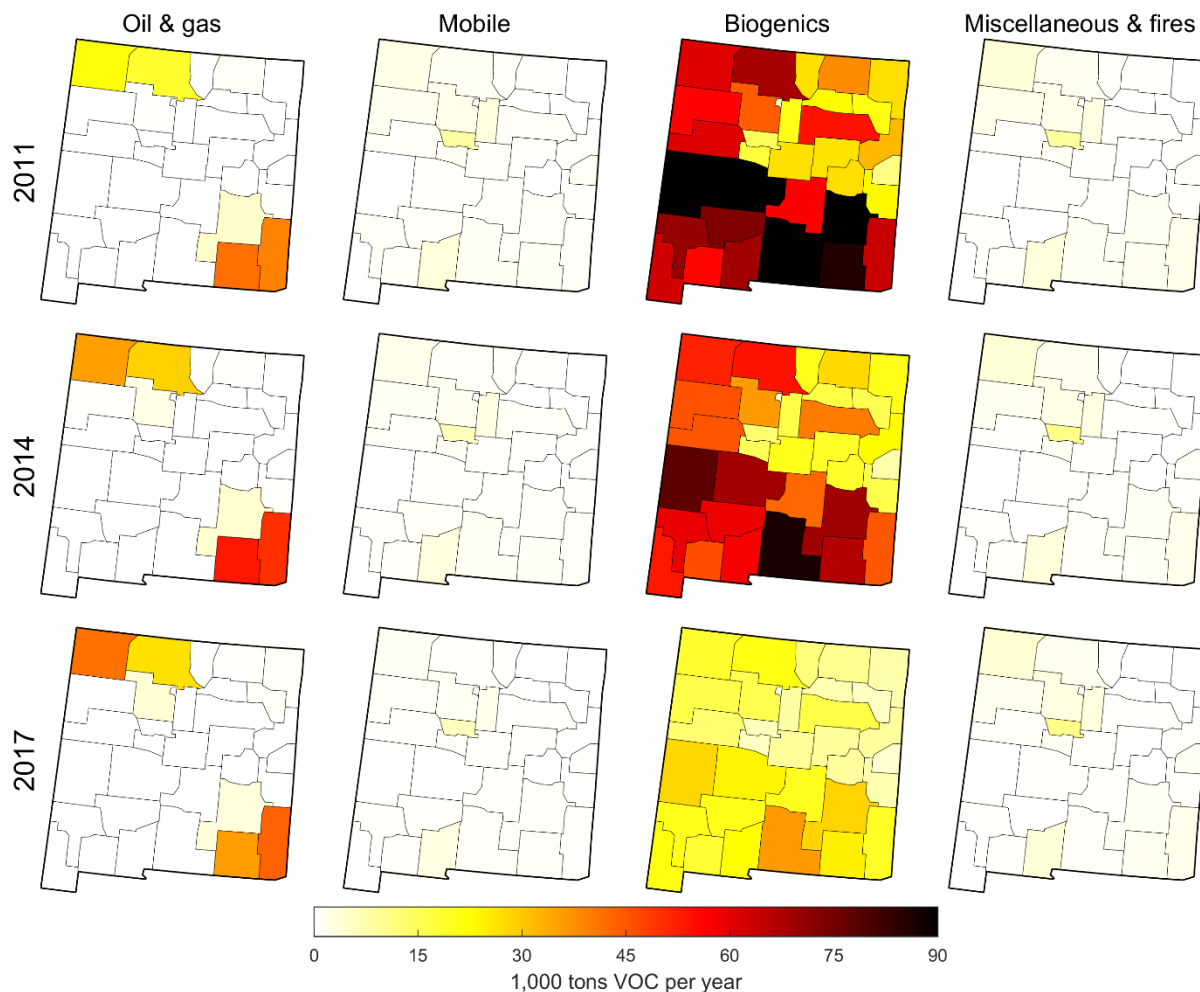 Oil & gas Mobile Biogenics Miscellaneous & fires
2011
2014
2017
0 15 30 45 60 75 90
1,000 tons VOC per year